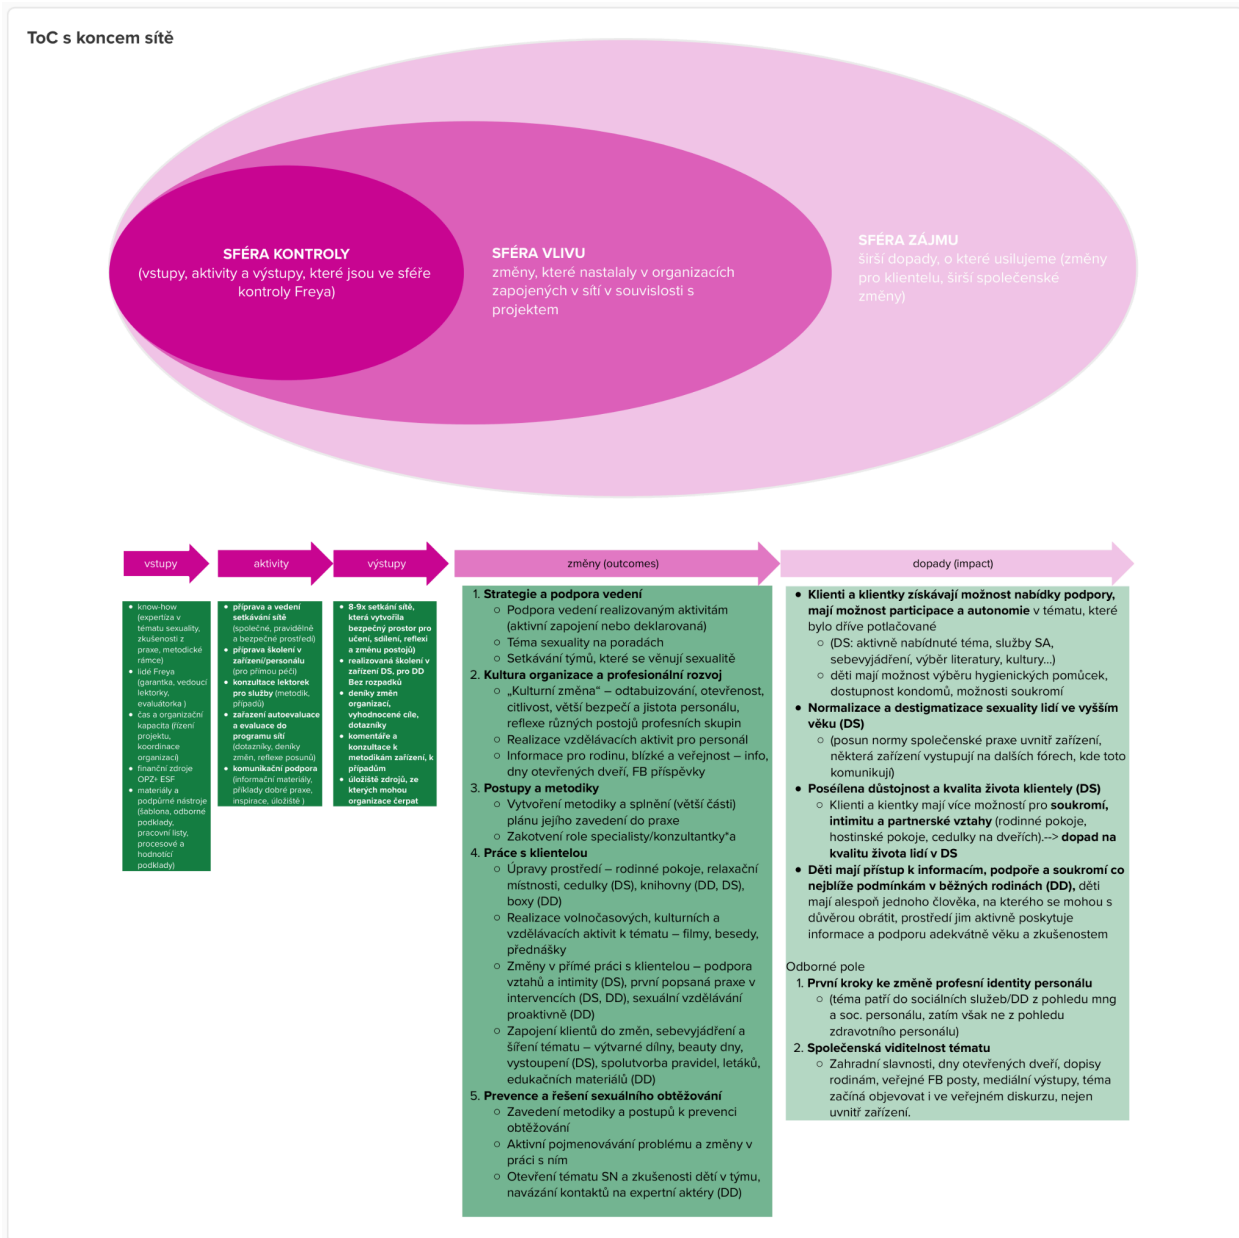 ToC s koncem sítě
SFÉRA KONTROLY
(vstupy, aktivity a výstupy, které jsou ve sféře
kontroly Freya)
SFÉRA VLIVU
změny, které nastalaly v organizacích
zapojených v sítí v souvislosti s
projektem
SFÉRA ZÁJMU
širší dopady, o které usilujeme (změny
pro klientelu, širší společenské
změny)
vstupy
aktivity
výstupy
změny (outcomes)
dopady (impact)
• know-how
(expertiza v
tématu sexuality,
zkušenosti z
praxe, metodické
rámce)
• lidé Freya
(garantka, vedoucí
lektorky,
evaluátorka )
• čas a organizační
kapacita (řízení
projektu,
koordinace
organizací)
• finanční zdroje
OPZ+ ESF
• materiály a
podpůrné nástroje
(šablona, odborné
podklady,
pracovní listy,
procesové a
hodnotící
podklady)
• příprava a vedení
setkávání sítě
(společné, pravidělně
a bezpečné prostředí)
• příprava školení v
zařízení/personálu
(pro přímou péči)
• konzultace lektorek
pro služby (metodik,
případů)
• zařazení autoevaluace
a evaluace do
programu sítí
(dotazníky, deníky
změn, reflexe posunů)
• komunikační podpora
(informační materiály,
příklady dobré praxe,
inspirace, úložiště )
• 8-9x setkání sítě,
která vytvořila
bezpečný prostor pro
učení, sdílení, reflexi
a změnu postojů)
• realizovaná školení v
zařízení DS, pro DD
Bez rozpadků
• deníky změn
organizací,
vyhodnocené cíle,
dotazníky
• komentáře a
konzultace k
metodikám zařízení, k
případům
• úložiště zdrojů, ze
kterých mohou
organizace čerpat
1. Strategie a podpora vedení
○ Podpora vedení realizovaným aktivitám
(aktivní zapojení nebo deklarovaná)
○ Téma sexuality na poradách
○ Setkávání týmů, které se věnují sexualitě
2. Kultura organizace a profesionální rozvoj
○ „Kulturní změna“ – odtabuizování, otevřenost,
citlivost, větší bezpečí a jistota personálu,
reflexe různých postojů profesních skupin
○ Realizace vzdělávacích aktivit pro personál
○ Informace pro rodinu, blízké a veřejnost – info,
dny otevřených dveří, FB příspěvky
3. Postupy a metodiky
○ Vytvoření metodiky a splnění (větší části)
plánu jejího zavedení do praxe
○ Zakotvení role specialisty/konzultantky*a
4. Práce s klientelou
○ Úpravy prostředí – rodinné pokoje, relaxační
místnosti, cedulky (DS), knihovny (DD, DS),
boxy (DD)
○ Realizace volnočasových, kulturních a
vzdělávacích aktivit k tématu – filmy, besedy,
přednášky
○ Změny v přímé práci s klientelou – podpora
vztahů a intimity (DS), první popsaná praxe v
intervencích (DS, DD), sexuální vzdělávání
proaktivně (DD)
○ Zapojení klientů do změn, sebevyjádření a
šíření tématu – výtvarné dílny, beauty dny,
vystoupení (DS), spolutvorba pravidel, letáků,
edukačních materiálů (DD)
5. Prevence a řešení sexuálního obtěžování
○ Zavedení metodiky a postupů k prevenci
obtěžování
○ Aktivní pojmenovávání problému a změny v
práci s ním
○ Otevření tématu SN a zkušenosti dětí v týmu,
navázání kontaktů na expertní aktéry (DD)
• Klienti a klientky získávají možnost nabídky podpory,
mají možnost participace a autonomie v tématu, které
bylo dříve potlačované
○ (DS: aktivně nabídnuté téma, služby SA,
sebevyjádření, výběr literatury, kultury...)
○ děti mají možnost výběru hygienických pomůcek,
dostupnost kondomů, možnosti soukromí
• Normalizace a destigmatizace sexuality lidí ve vyšším
věku (DS)
○ (posun normy společenské praxe uvnitř zařízení,
některá zařízení vystupují na dalších fórech, kde toto
komunikují)
• Poséílena důstojnost a kvalita života klientely (DS)
○ Klienti a kientky mají více možností pro soukromí,
intimitu a partnerské vztahy (rodinné pokoje,
hostinské pokoje, cedulky na dveřích).--> dopad na
kvalitu života lidí v DS
• Děti mají přístup k informacím, podpoře a soukromí co
nejblíže podmínkám v běžných rodinách (DD), děti
mají alespoň jednoho člověka, na kterého se mohou s
důvěrou obrátit, prostředí jim aktivně poskytuje
informace a podporu adekvátně věku a zkušenostem
Odborné pole
1. První kroky ke změně profesní identity personálu
○ (téma patří do sociálních služeb/DD z pohledu mng
a soc. personálu, zatím však ne z pohledu
zdravotního personálu)
2. Společenská viditelnost tématu
○ Zahradní slavnosti, dny otevřených dveří, dopisy
rodinám, veřejné FB posty, mediální výstupy, téma
začíná objevovat i ve veřejném diskurzu, nejen
uvnitř zařízení.